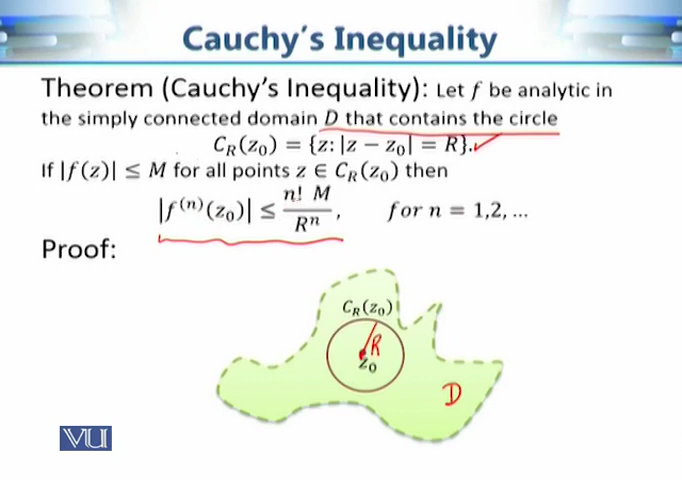 Cauchy's Inequality
Theorem (Cauchy's Inequality): Let f be analytic in
the simply connected domain D that contains the circle
C_R(z_0) = {z: |z − z_0| = R}.
If |f(z)| ≤ M for all points z ∈ C_R(z_0) then
|f^(n)(z_0)| ≤ n! M / R^n , for n = 1,2, ...
Proof:
C_R(z_0)
R
z_0
D
VU